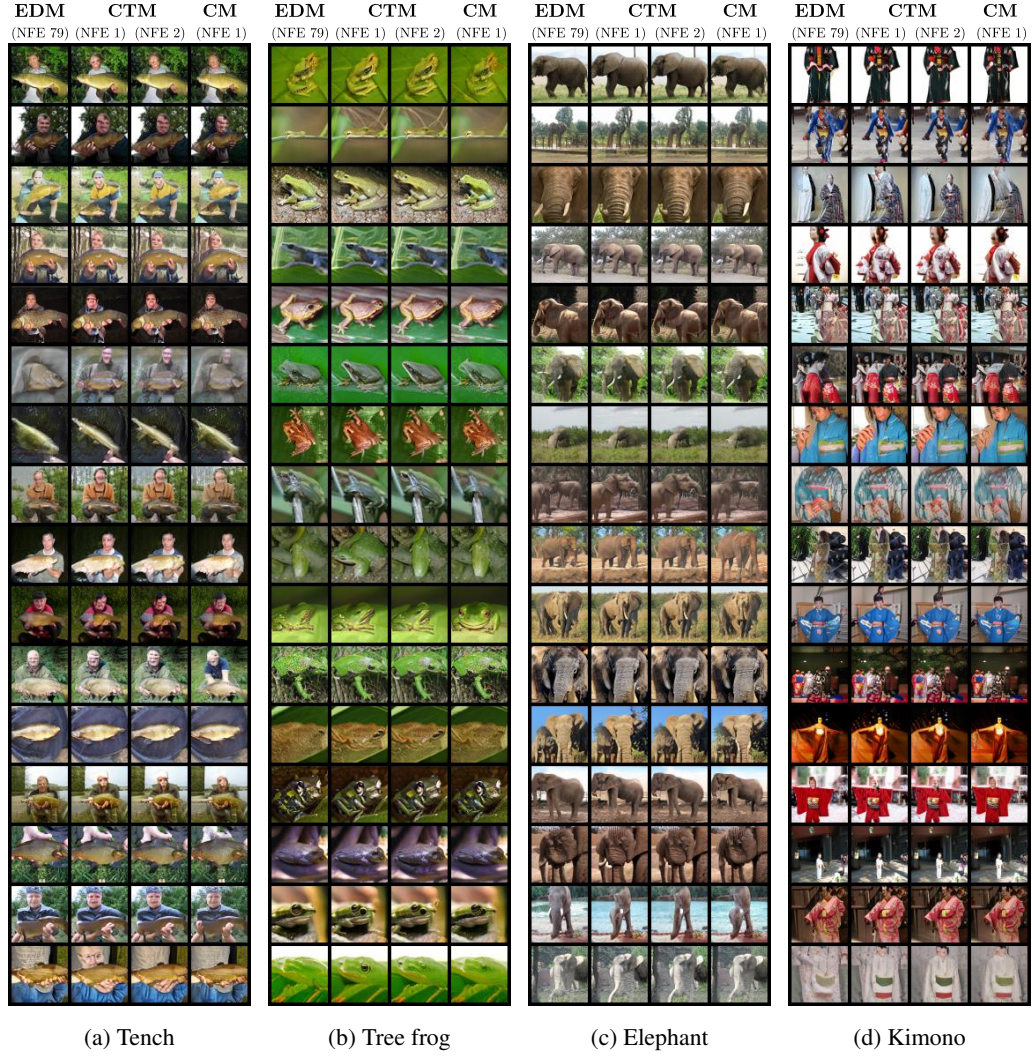 EDM CTM CM EDM CTM CM EDM CTM CM EDM CTM CM
(NFE 79) (NFE 1) (NFE 2) (NFE 1) (NFE 79) (NFE 1) (NFE 2) (NFE 1) (NFE 79) (NFE 1) (NFE 2) (NFE 1) (NFE 79) (NFE 1) (NFE 2) (NFE 1)
(a) Tench (b) Tree frog (c) Elephant (d) Kimono